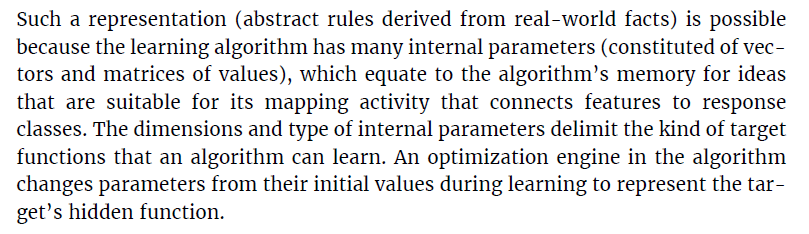 Such a representation (abstract rules derived from real-world facts) is possible
because the learning algorithm has many internal parameters (constituted of vec-
tors and matrices of values), which equate to the algorithm's memory for ideas
that are suitable for its mapping activity that connects features to response
classes. The dimensions and type of internal parameters delimit the kind of target
functions that an algorithm can learn. An optimization engine in the algorithm
changes parameters from their initial values during learning to represent the tar-
get's hidden function.